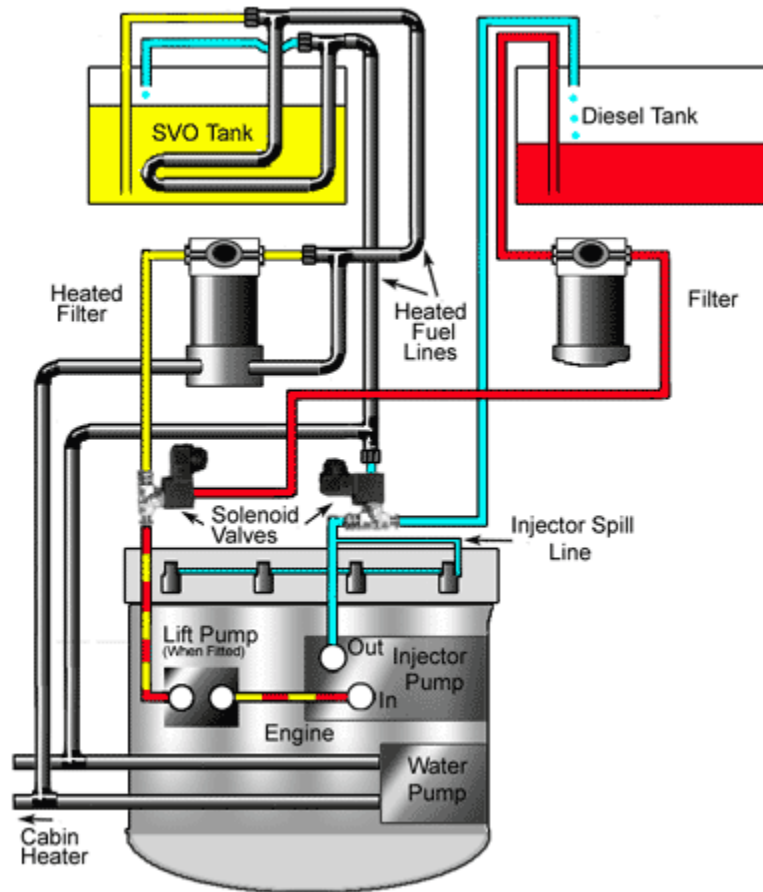 SVO Tank
Diesel Tank
Heated
Filter
Heated
Fuel
Lines
Filter
Solenoid
Valves
Injector Spill
Line
Lift Pump
(When Fitted)
Out
Injector
Pump
In
Engine
Water
Pump
Cabin
Heater